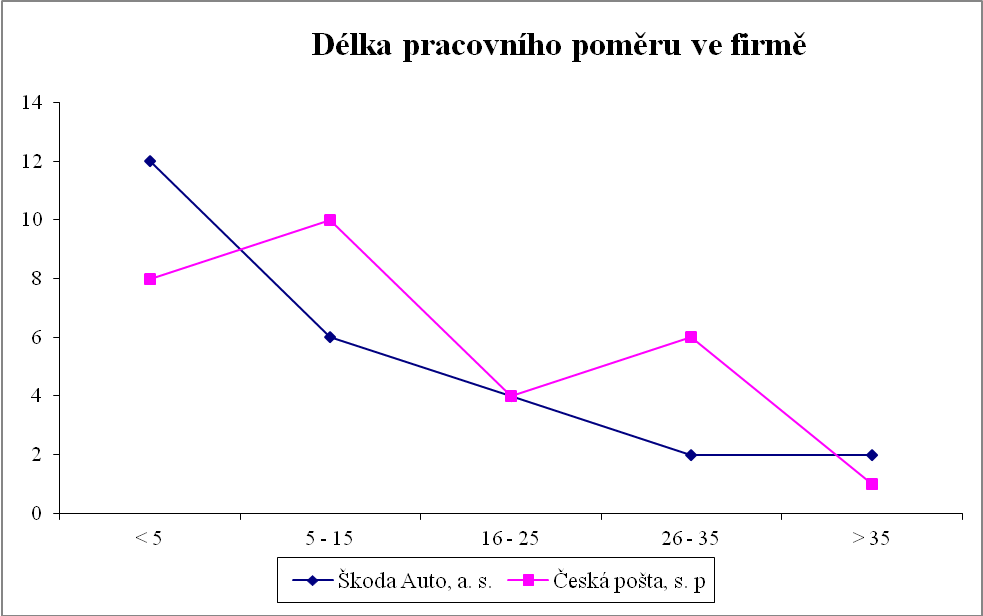 Délka pracovního poměru ve firmě
14
12
10
8
6
4
2
0
< 5
5 - 15
16 - 25
26 - 35
> 35
Škoda Auto, a. s.
Česká pošta, s. p